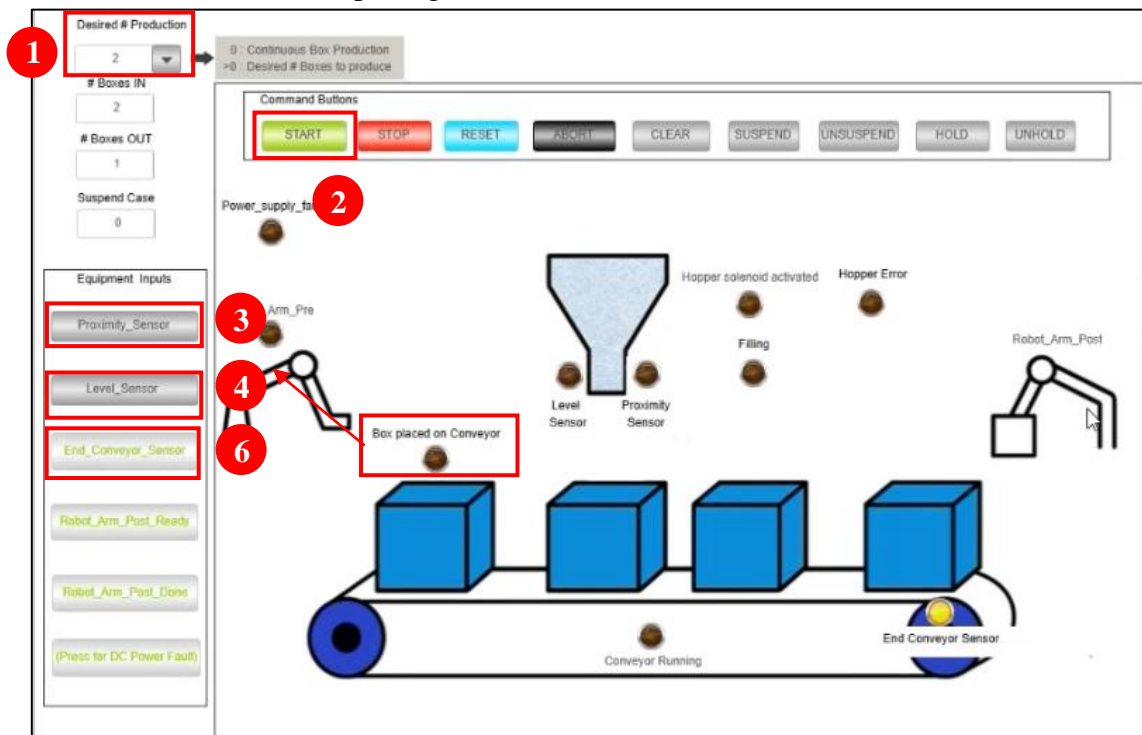 Desired # Production
1
2
0 : Continuous Box Production
>0 : Desired # Boxes to produce
# Boxes IN
2
# Boxes OUT
1
Suspend Case
0
Command Buttons
START
STOP
RESET
ABORT
CLEAR
SUSPEND
UNSUSPEND
HOLD
UNHOLD
2
Power_supply_fa
Equipment Inputs
Proximity_Sensor
3
Level_Sensor
4
End_Conveyor_Sensor
6
Robot_Arm_Post_Ready
Robot_Arm_Post_Done
(Press for DC Power Fault)
_Arm_Pre
Hopper solenoid activated
Hopper Error
Filling
Robot_Arm_Post
Level
Sensor
Proximity
Sensor
Box placed on Conveyor
End Conveyor Sensor
Conveyor Running